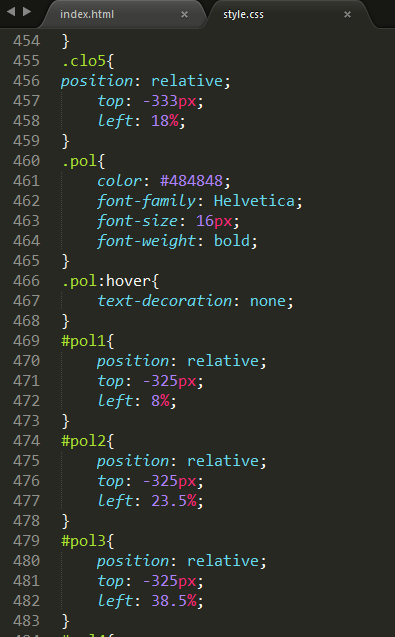 index.html × style.css ×
454 }
455 .clo5{
456 position: relative;
457 top: -333px;
458 left: 18%;
459 }
460 .pol{
461 color: #484848;
462 font-family: Helvetica;
463 font-size: 16px;
464 font-weight: bold;
465 }
466 .pol:hover{
467 text-decoration: none;
468 }
469 #pol1{
470 position: relative;
471 top: -325px;
472 left: 8%;
473 }
474 #pol2{
475 position: relative;
476 top: -325px;
477 left: 23.5%;
478 }
479 #pol3{
480 position: relative;
481 top: -325px;
482 left: 38.5%;
483 }